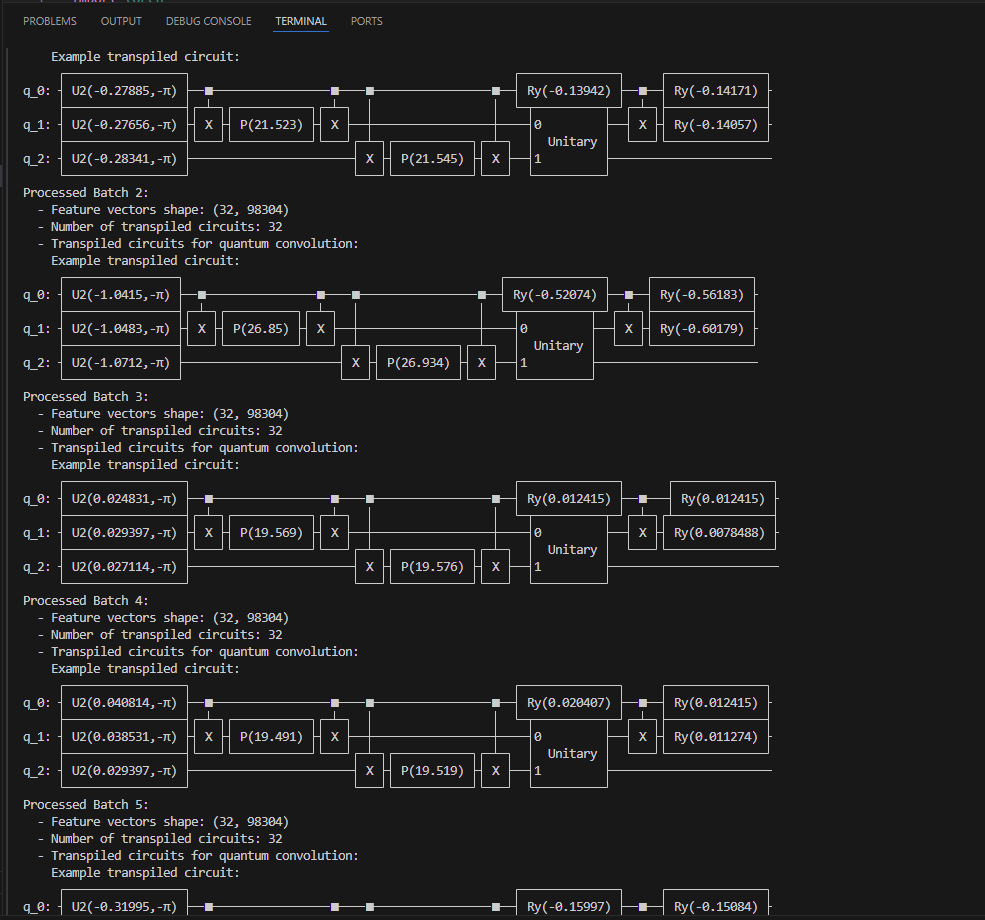 PROBLEMS OUTPUT DEBUG CONSOLE TERMINAL PORTS
Example transpiled circuit:
q_0: U2(-0.27885,-π) Ry(-0.13942) Ry(-0.14171)
q_1: U2(-0.27656,-π) X P(21.523) X 0 X Ry(-0.14057)
Unitary
q_2: U2(-0.28341,-π) X P(21.545) X 1
Processed Batch 2:
- Feature vectors shape: (32, 98304)
- Number of transpiled circuits: 32
- Transpiled circuits for quantum convolution:
Example transpiled circuit:
q_0: U2(-1.0415,-π) Ry(-0.52074) Ry(-0.56183)
q_1: U2(-1.0483,-π) X P(26.85) X 0 X Ry(-0.60179)
Unitary
q_2: U2(-1.0712,-π) X P(26.934) X 1
Processed Batch 3:
- Feature vectors shape: (32, 98304)
- Number of transpiled circuits: 32
- Transpiled circuits for quantum convolution:
Example transpiled circuit:
q_0: U2(0.024831,-π) Ry(0.012415) Ry(0.012415)
q_1: U2(0.029397,-π) X P(19.569) X 0 X Ry(0.0078488)
Unitary
q_2: U2(0.027114,-π) X P(19.576) X 1
Processed Batch 4:
- Feature vectors shape: (32, 98304)
- Number of transpiled circuits: 32
- Transpiled circuits for quantum convolution:
Example transpiled circuit:
q_0: U2(0.040814,-π) Ry(0.020407) Ry(0.012415)
q_1: U2(0.038531,-π) X P(19.491) X 0 X Ry(0.011274)
Unitary
q_2: U2(0.029397,-π) X P(19.519) X 1
Processed Batch 5:
- Feature vectors shape: (32, 98304)
- Number of transpiled circuits: 32
- Transpiled circuits for quantum convolution:
Example transpiled circuit:
q_0: U2(-0.31995,-π) Ry(-0.15997) Ry(-0.15084)